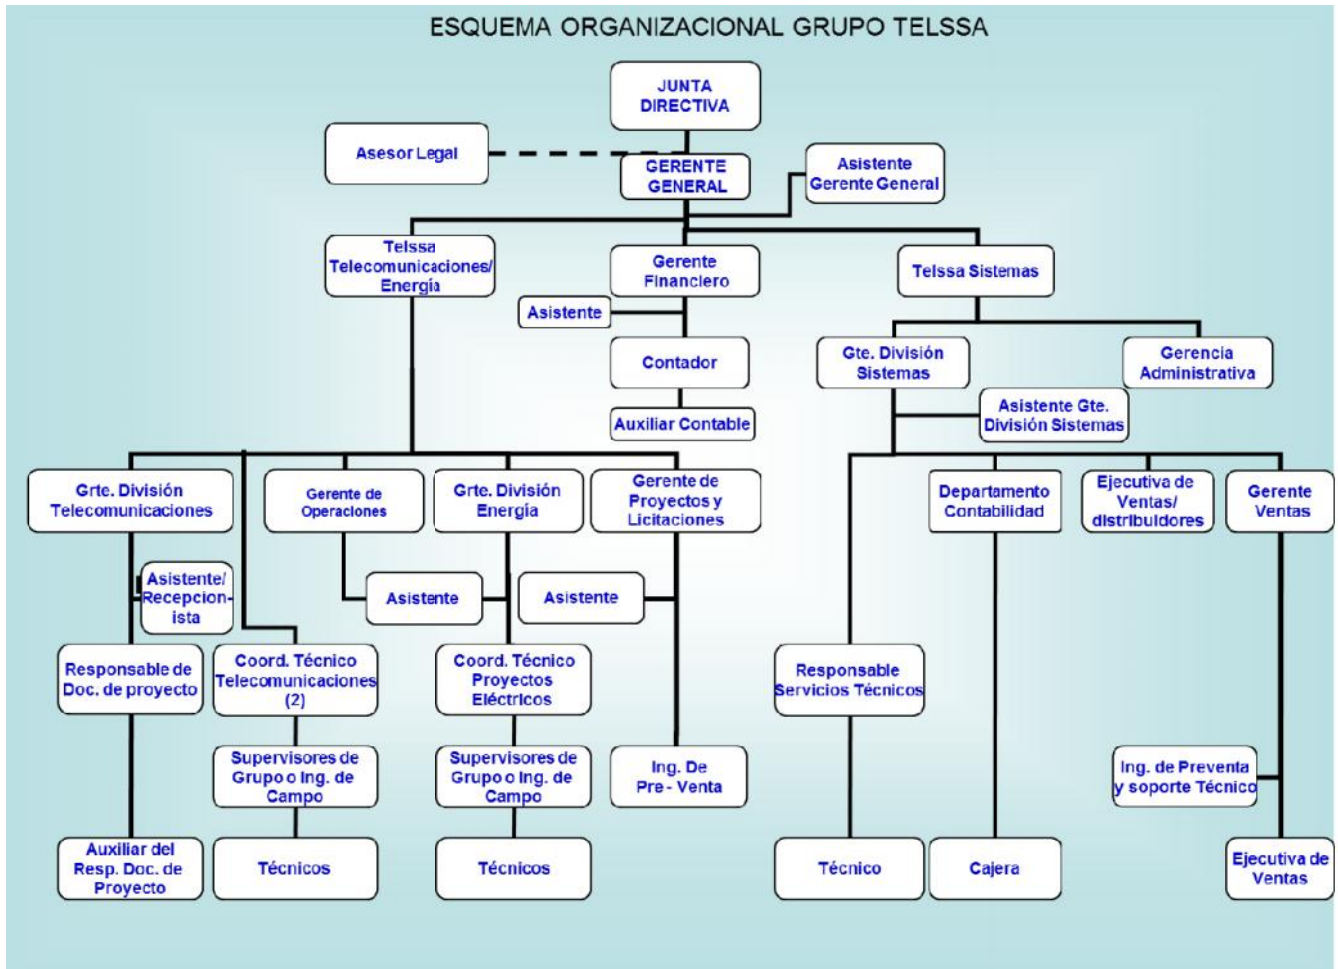 ESQUEMA ORGANIZACIONAL GRUPO TELSSA
JUNTA
DIRECTIVA
Asesor Legal
GERENTE
GENERAL
Asistente
Gerente General
Telssa
Telecomunicaciones/
Energía
Gerente
Financiero
Telssa Sistemas
Asistente
Contador
Gte. División
Sistemas
Gerencia
Administrativa
Auxiliar Contable
Asistente Gte.
División Sistemas
Grte. División
Telecomunicaciones
Gerente de
Operaciones
Grte. División
Energía
Gerente de
Proyectos y
Licitaciones
Departamento
Contabilidad
Ejecutiva de
Ventas/
distribuidores
Gerente
Ventas
Asistente/
Recepcion-
ista
Asistente
Asistente
Responsable de
Doc. de proyecto
Coord. Técnico
Telecomunicaciones
(2)
Coord. Técnico
Proyectos
Eléctricos
Responsable
Servicios Técnicos
Supervisores de
Grupo o Ing. de
Campo
Supervisores de
Grupo o Ing. de
Campo
Ing. De
Pre - Venta
Ing. de Preventa
y soporte Técnico
Auxiliar del
Resp. Doc. de
Proyecto
Técnicos
Técnicos
Técnico
Cajera
Ejecutiva de
Ventas